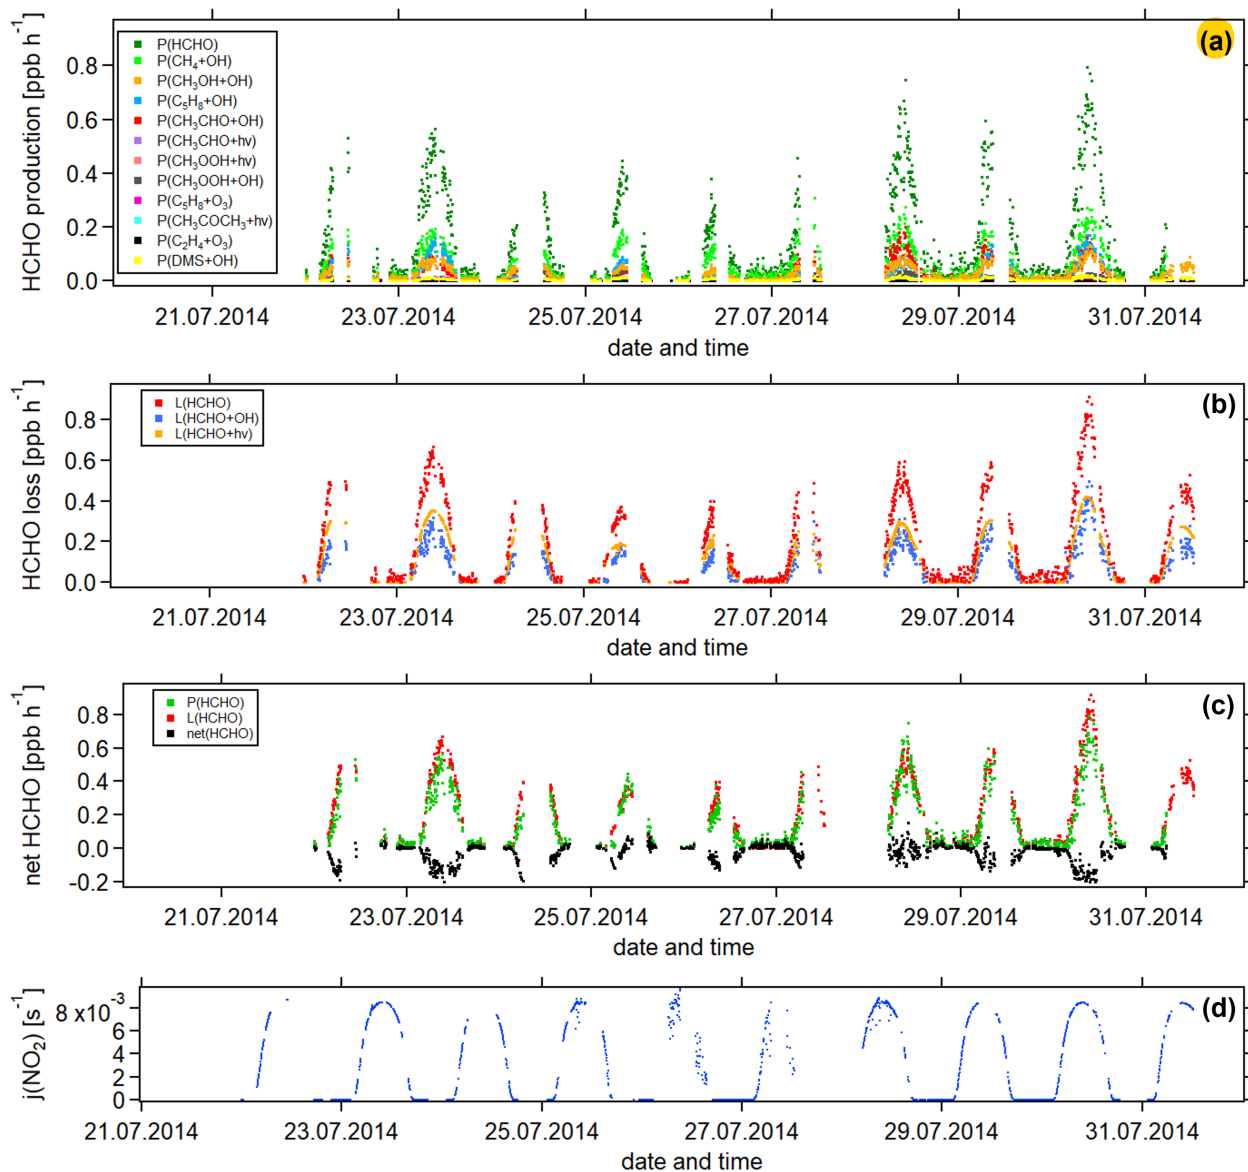 (a)
HCHO production [ppb h⁻¹]
0.8
0.6
0.4
0.2
0.0
P(HCHO)
P(CH₄+OH)
P(CH₃OH+OH)
P(C₅H₈+OH)
P(CH₃CHO+OH)
P(CH₃CHO+hv)
P(CH₃OOH+hv)
P(CH₃OOH+OH)
P(C₅H₈+O₃)
P(CH₃COCH₃+hv)
P(C₂H₄+O₃)
P(DMS+OH)
21.07.2014 23.07.2014 25.07.2014 27.07.2014 29.07.2014 31.07.2014
date and time
(b)
HCHO loss [ppb h⁻¹]
0.8
0.6
0.4
0.2
0.0
L(HCHO)
L(HCHO+OH)
L(HCHO+hv)
21.07.2014 23.07.2014 25.07.2014 27.07.2014 29.07.2014 31.07.2014
date and time
(c)
net HCHO [ppb h⁻¹]
0.8
0.6
0.4
0.2
0.0
-0.2
P(HCHO)
L(HCHO)
net(HCHO)
21.07.2014 23.07.2014 25.07.2014 27.07.2014 29.07.2014 31.07.2014
date and time
(d)
j(NO₂) [s⁻¹]
8 x10⁻³
6
4
2
0
21.07.2014 23.07.2014 25.07.2014 27.07.2014 29.07.2014 31.07.2014
date and time